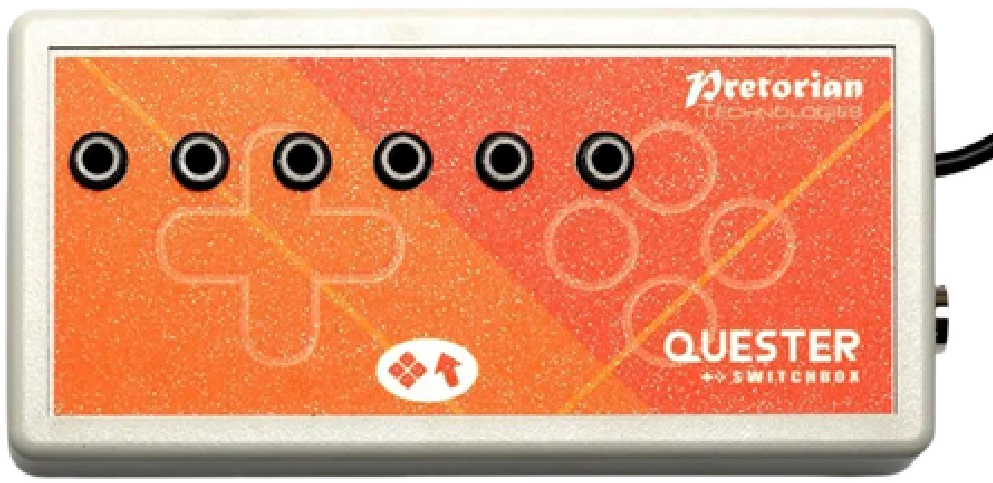 Pretorian
TECHNOLOGIES
QUESTER
SWITCHBOX